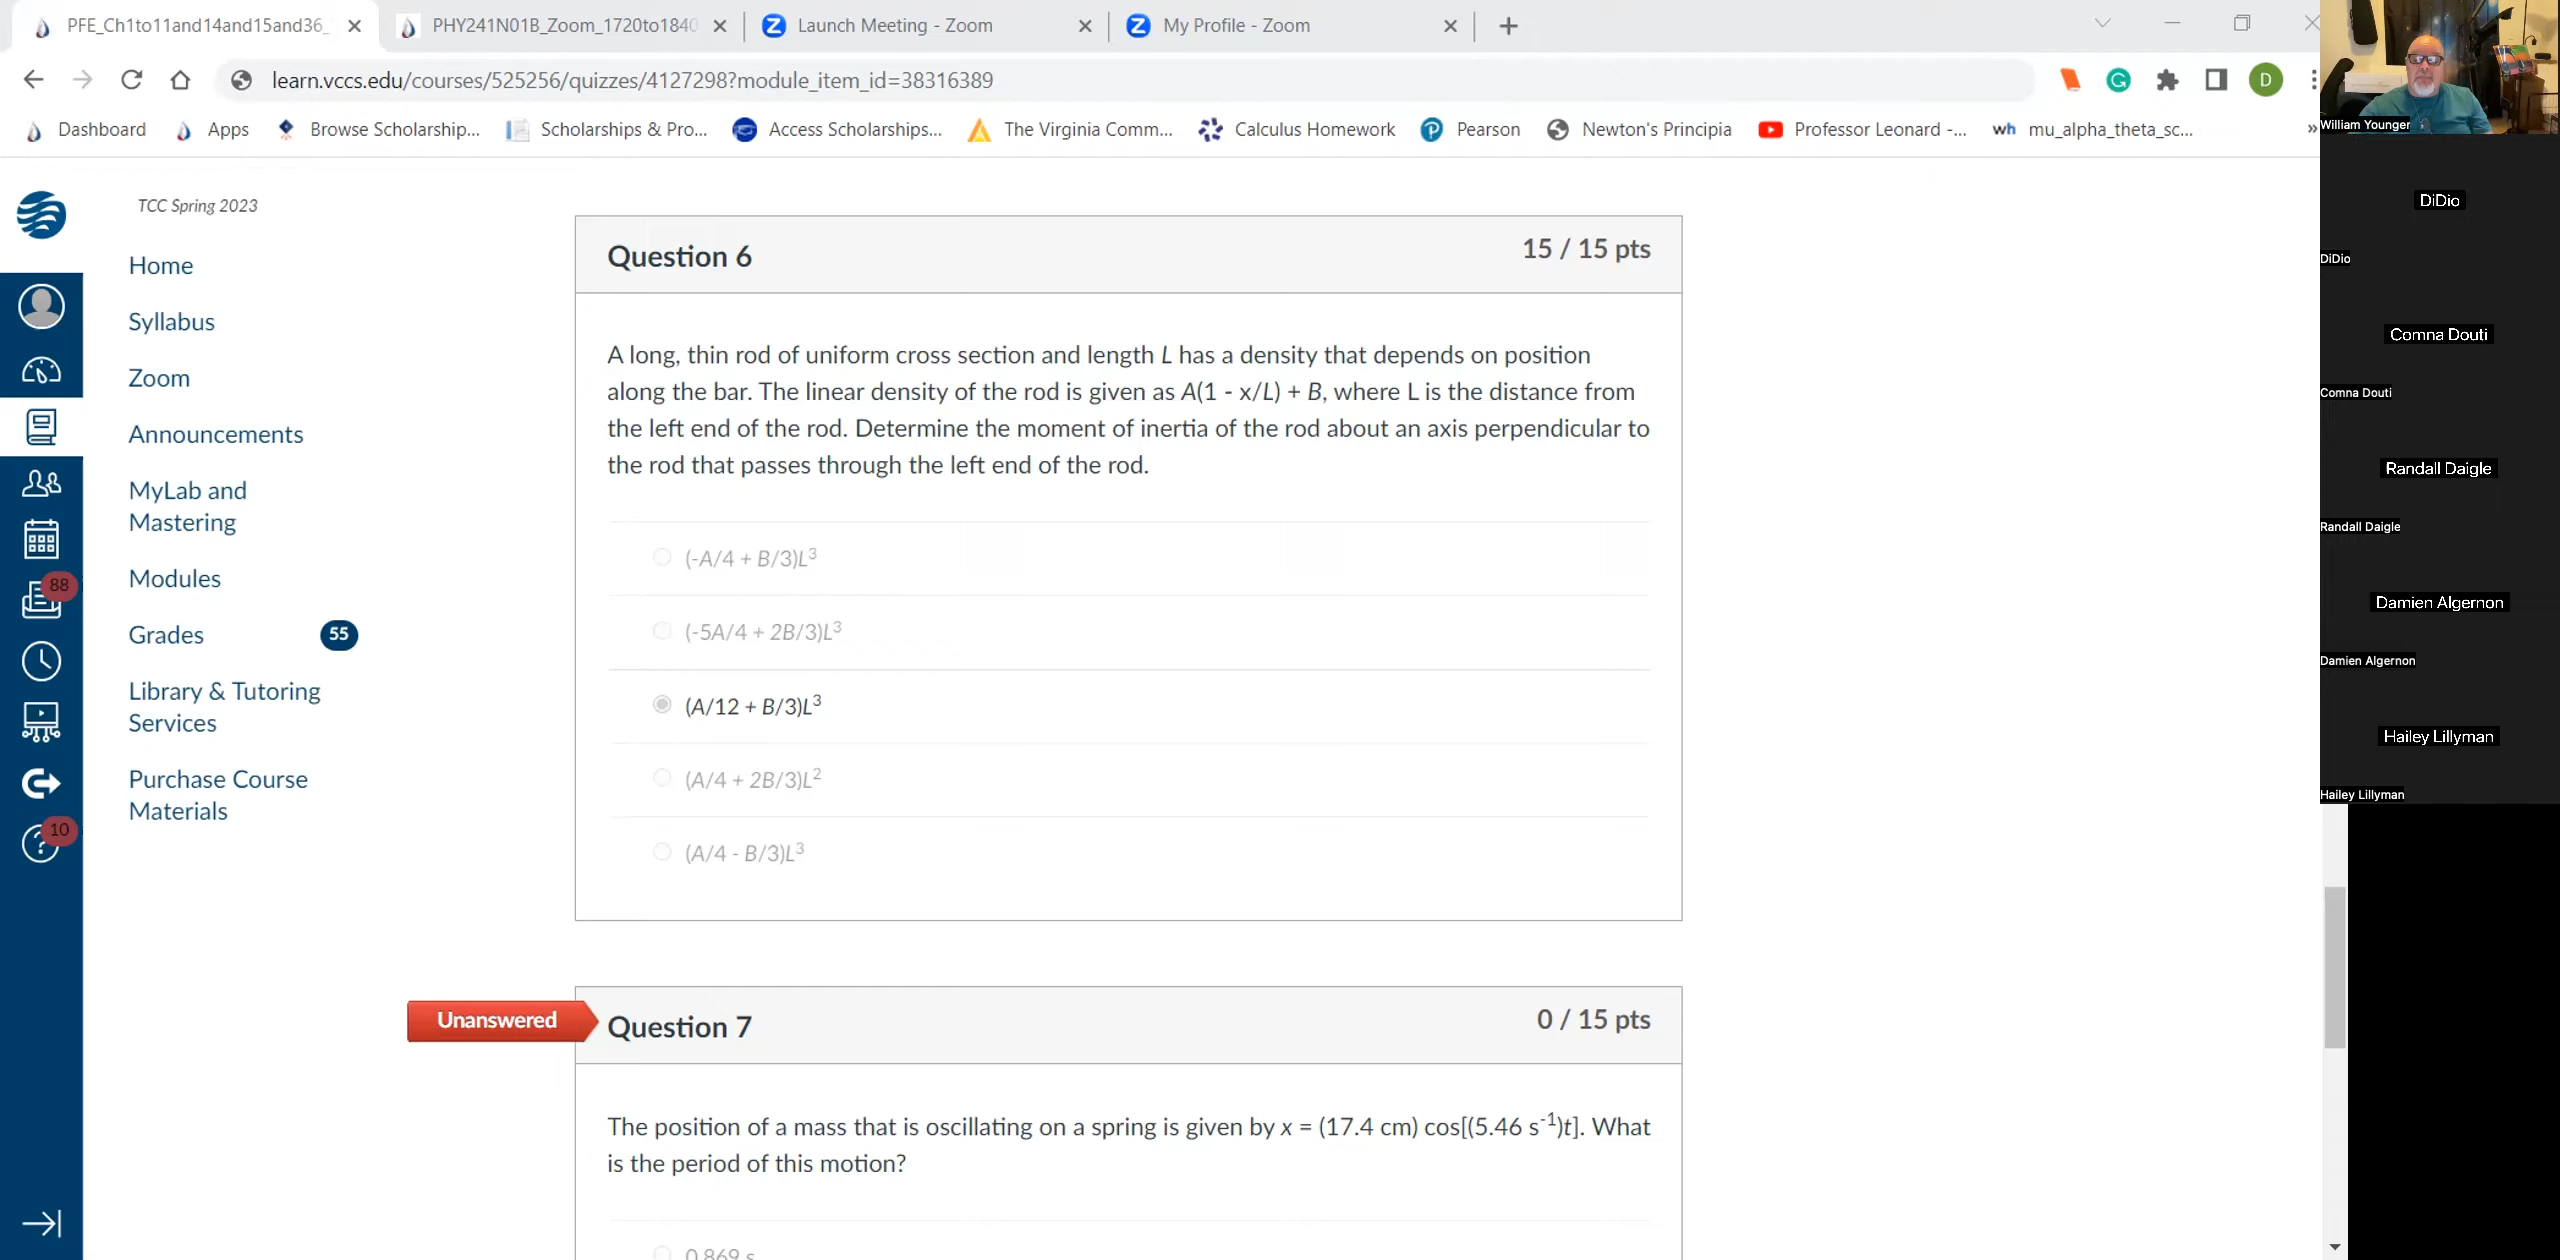 PFE_Ch1to11and14and15and36_
PHY241N01B_Zoom_1720to1840
Launch Meeting - Zoom
My Profile - Zoom
learn.vccs.edu/courses/525256/quizzes/4127298?module_item_id=38316389
D
Dashboard
Apps
Browse Scholarship...
Scholarships & Pro...
Access Scholarships...
The Virginia Comm...
Calculus Homework
Pearson
Newton's Principia
Professor Leonard -...
wh mu_alpha_theta_sc...
»
William Younger
DiDio
DiDio
Comna Douti
Comna Douti
Randall Daigle
Randall Daigle
Damien Algernon
Damien Algernon
Hailey Lillyman
Hailey Lillyman
88
10
TCC Spring 2023
Home
Syllabus
Zoom
Announcements
MyLab and
Mastering
Modules
Grades 55
Library & Tutoring
Services
Purchase Course
Materials
Question 6 15 / 15 pts
A long, thin rod of uniform cross section and length L has a density that depends on position
along the bar. The linear density of the rod is given as A(1 - x/L) + B, where L is the distance from
the left end of the rod. Determine the moment of inertia of the rod about an axis perpendicular to
the rod that passes through the left end of the rod.
(-A/4 + B/3)L³
(-5A/4 + 2B/3)L³
(A/12 + B/3)L³
(A/4 + 2B/3)L²
(A/4 - B/3)L³
Unanswered
Question 7 0 / 15 pts
The position of a mass that is oscillating on a spring is given by x = (17.4 cm) cos[(5.46 s⁻¹)t]. What
is the period of this motion?
0.869 s